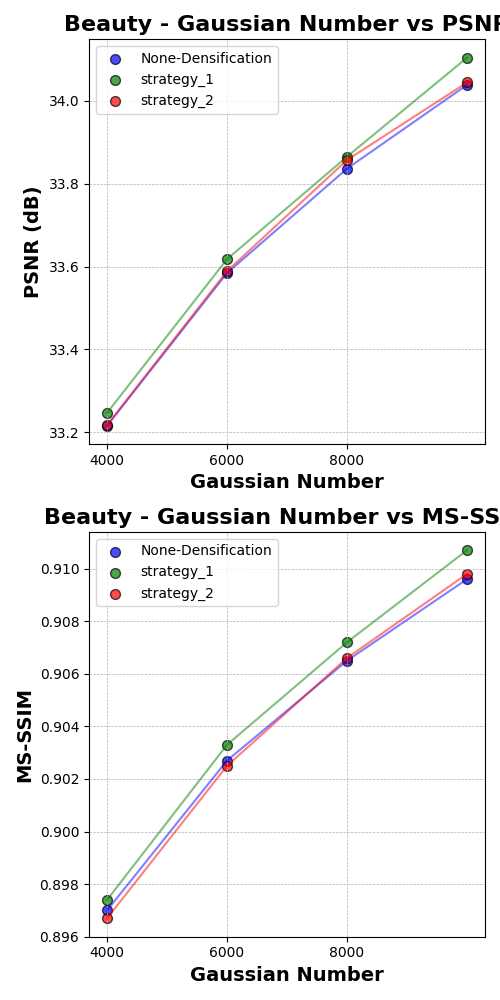 Beauty - Gaussian Number vs PSNR
None-Densification
strategy_1
strategy_2
34.0
33.8
33.6
33.4
33.2
PSNR (dB)
4000 6000 8000
Gaussian Number
Beauty - Gaussian Number vs MS-SS
None-Densification
strategy_1
strategy_2
0.910
0.908
0.906
0.904
0.902
0.900
0.898
0.896
MS-SSIM
4000 6000 8000
Gaussian Number